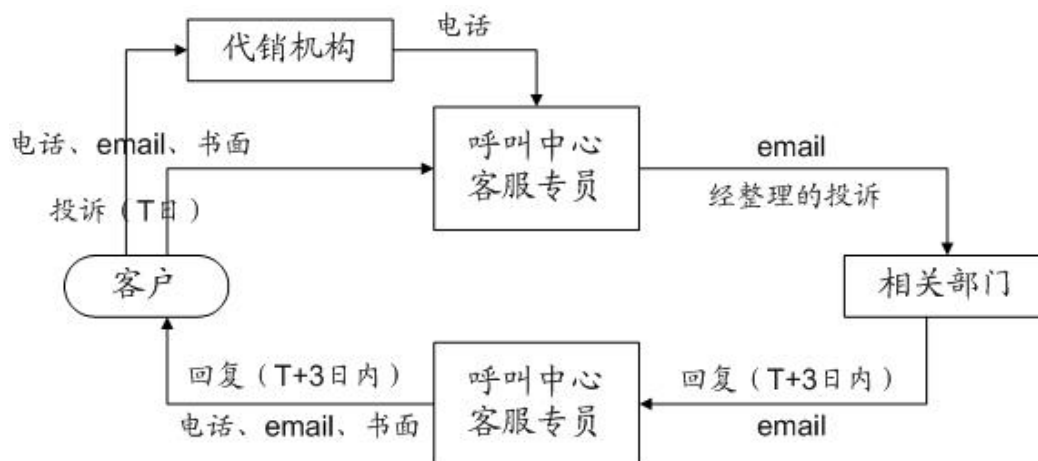 代销机构
电话
电话、email、书面
投诉（T日）
呼叫中心
客服专员
email
经整理的投诉
客户
相关部门
回复（T+3日内）
电话、email、书面
呼叫中心
客服专员
回复（T+3日内）
email